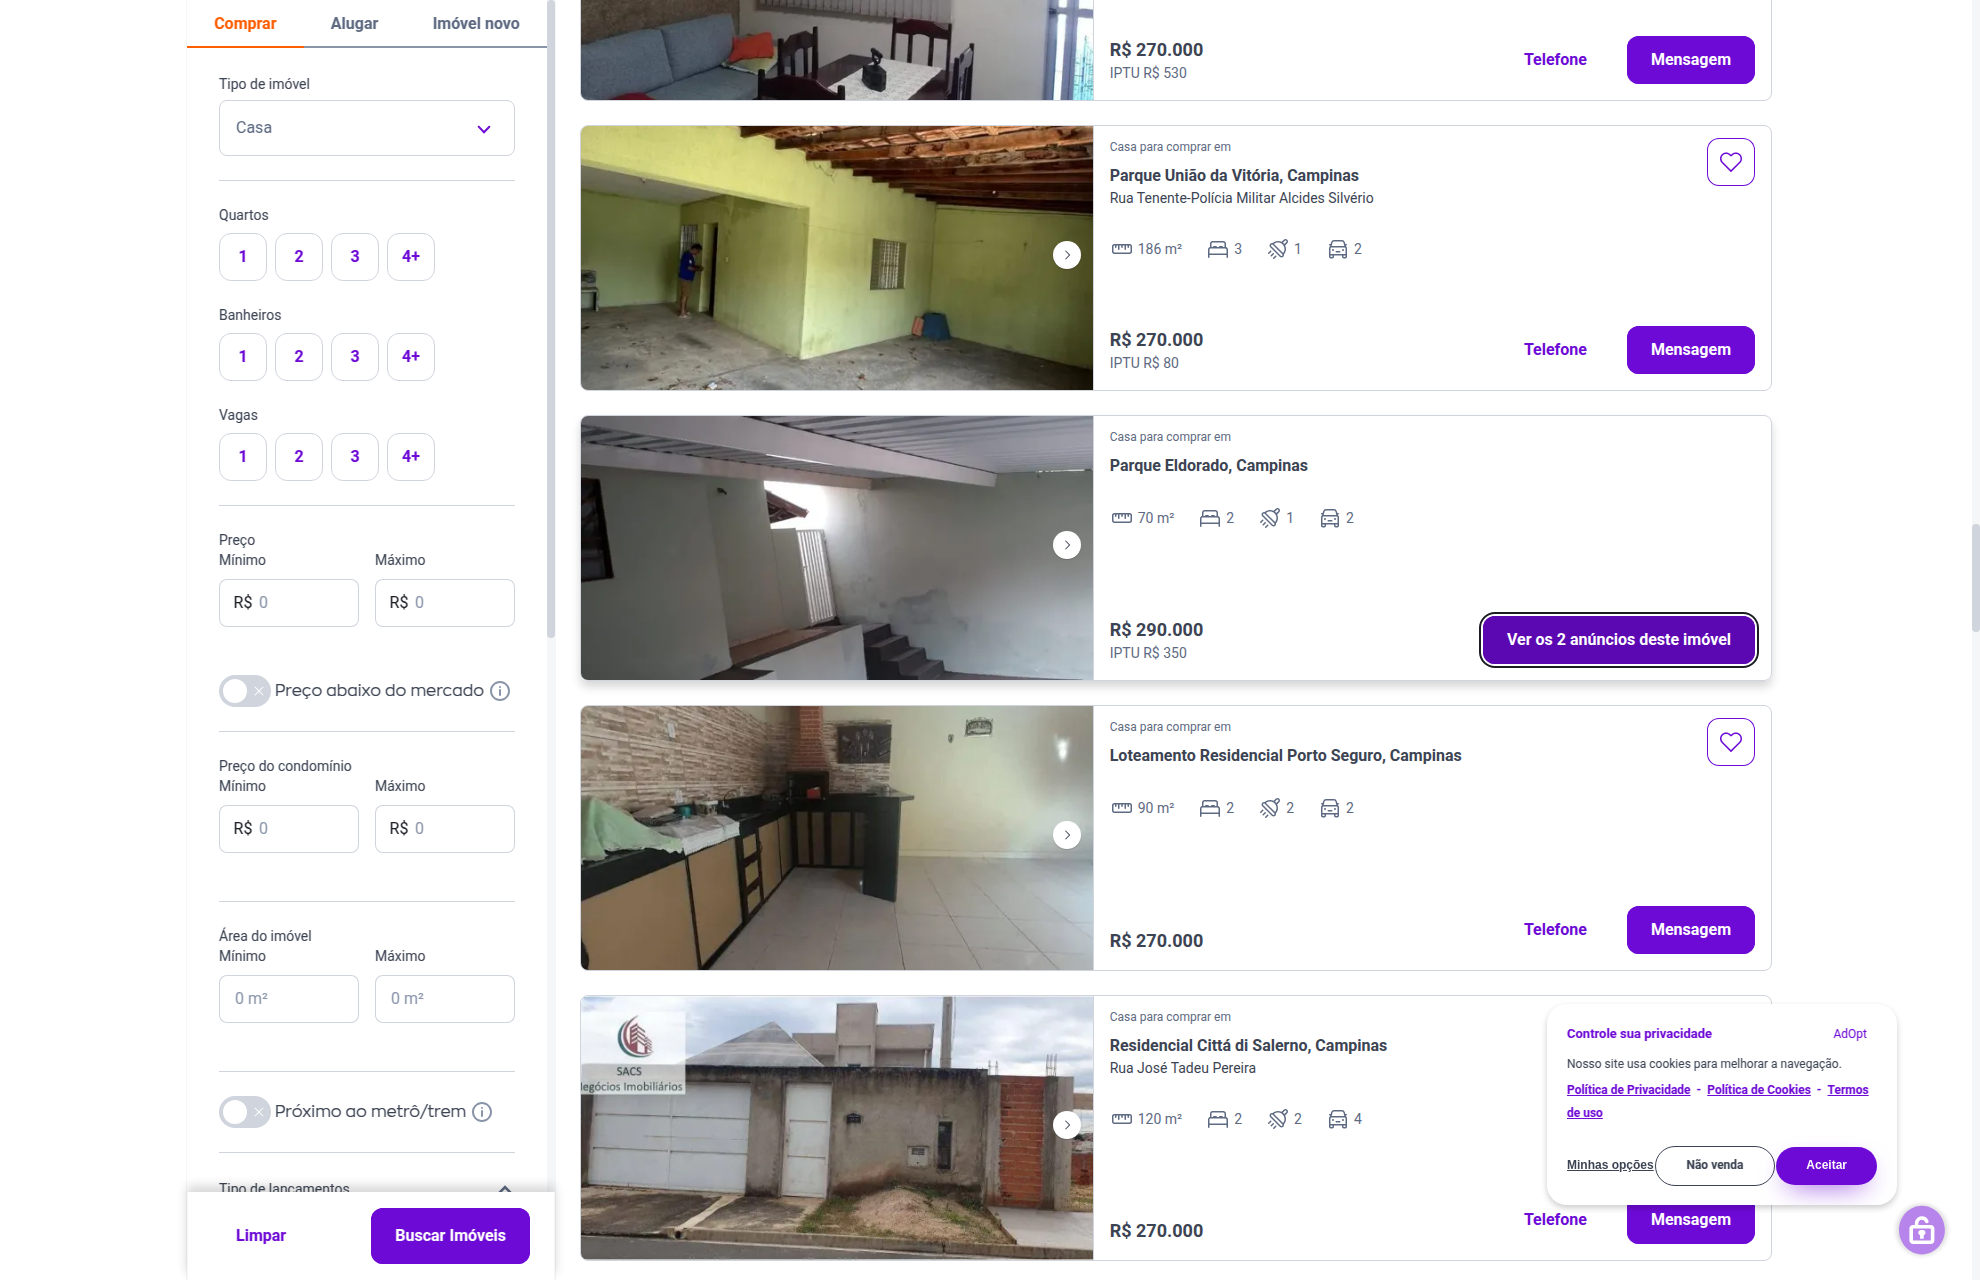 Comprar
Alugar
Imóvel novo
Tipo de imóvel
Casa
Quartos
1
2
3
4+
Banheiros
1
2
3
4+
Vagas
1
2
3
4+
Preço
Mínimo
Máximo
R$ 0
R$ 0
Preço abaixo do mercado
Preço do condomínio
Mínimo
Máximo
R$ 0
R$ 0
Área do imóvel
Mínimo
Máximo
0 m²
0 m²
Próximo ao metrô/trem
Tipo de lançamentos
Limpar
Buscar Imóveis
R$ 270.000
IPTU R$ 530
Telefone
Mensagem
Casa para comprar em
Parque União da Vitória, Campinas
Rua Tenente-Polícia Militar Alcides Silvério
186 m²
3
1
2
R$ 270.000
IPTU R$ 80
Telefone
Mensagem
Casa para comprar em
Parque Eldorado, Campinas
70 m²
2
1
2
R$ 290.000
IPTU R$ 350
Ver os 2 anúncios deste imóvel
Casa para comprar em
Loteamento Residencial Porto Seguro, Campinas
90 m²
2
2
2
R$ 270.000
Telefone
Mensagem
SACS
egócios Imobiliários
Casa para comprar em
Residencial Cittá di Salerno, Campinas
Rua José Tadeu Pereira
120 m²
2
2
4
R$ 270.000
Telefone
Mensagem
Controle sua privacidade
AdOpt
Nosso site usa cookies para melhorar a navegação.
Política de Privacidade - Política de Cookies - Termos
de uso
Minhas opções
Não venda
Aceitar